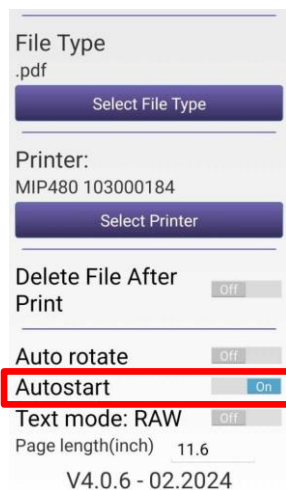 File Type
.pdf
Select File Type
Printer:
MIP480 103000184
Select Printer
Delete File After
Print
Off
Auto rotate
Off
Autostart
On
Text mode: RAW
Off
Page length(inch)
11.6
V4.0.6 - 02.2024